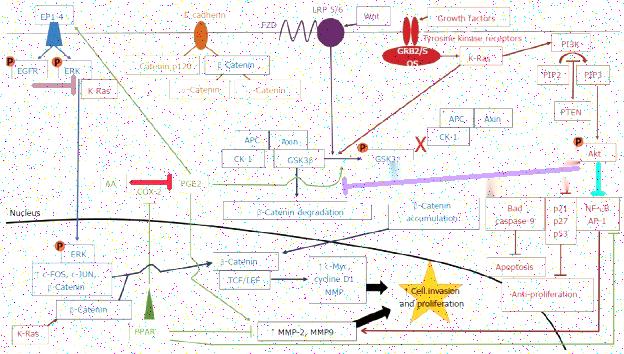 EP1-4
E cadherin
FZD
LRP 5/6
Wnt
Growth factors
Tyrosine kinase receptors
GRB2/S
OS
K-Ras
PI3K
P
P
EGFR
ERK
Catenin p120
β_Catenin
PIP2
PIP3
K Ras
α-Catenin
γ-Catenin
PTEN
APC
Axin
CK-1
X
APC
Axin
CK-1
GSK3β
P
GSK3
P
Akt
AA
COX-2
PGE2
β-Catenin degradation
β-Catenin
accumulation
Bad
caspase 9
p21
p27
p53
NF-κB
AP-1
Nucleus
P
ERK
c-FOS, c-JUN,
β-Catenin
β-Catenin
K-Ras
β-Catenin
TCF/LEF
c-Myc,
cycline D1
MMP
↑ Cell invasion
and proliferation
Apoptosis
Anti-proliferation
PPAR
MMP-2, MMP9